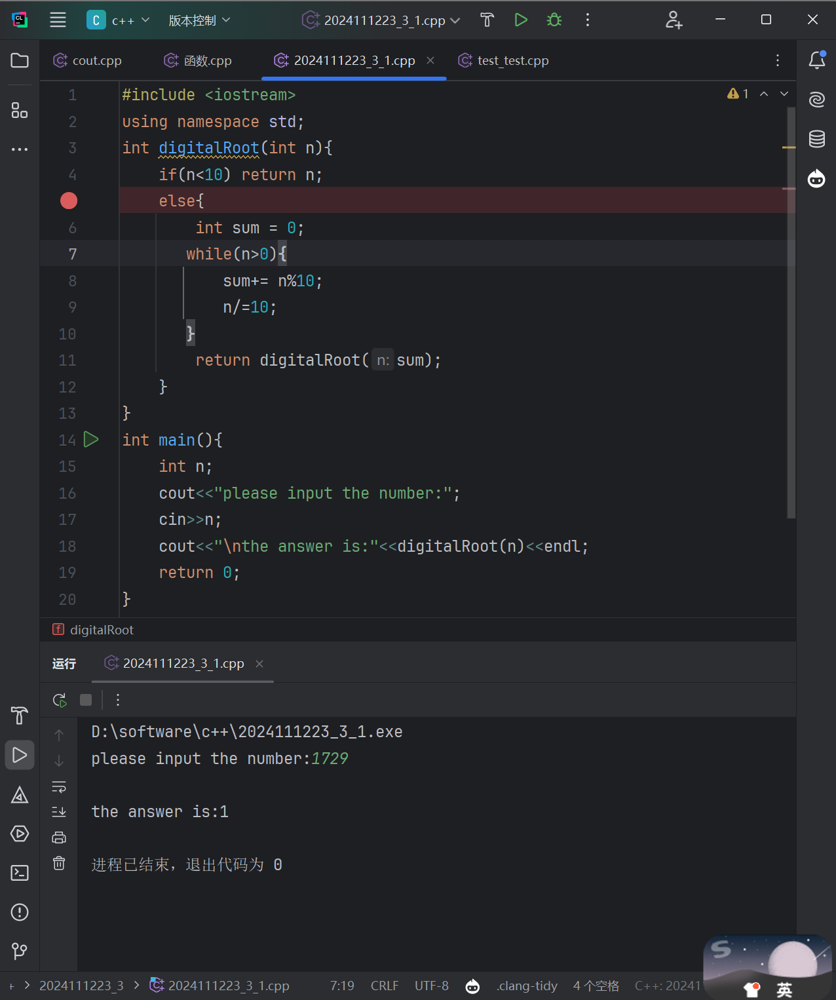 CL
C c++ 版本控制 2024111223_3_1.cpp
cout.cpp 函数.cpp 2024111223_3_1.cpp test_test.cpp
1 #include <iostream> 1
2 using namespace std;
3 int digitalRoot(int n){
4 if(n<10) return n;
else{
6 int sum = 0;
7 while(n>0){
8 sum+= n%10;
9 n/=10;
10 }
11 return digitalRoot( n: sum);
12 }
13 }
14 int main(){
15 int n;
16 cout<<"please input the number:";
17 cin>>n;
18 cout<<"\nthe answer is:"<<digitalRoot(n)<<endl;
19 return 0;
20 }
f digitalRoot
运行 2024111223_3_1.cpp
D:\software\c++\2024111223_3_1.exe
please input the number:1729
the answer is:1
进程已结束，退出代码为 0
2024111223_3 2024111223_3_1.cpp 7:19 CRLF UTF-8 .clang-tidy 4 个空格 C++: 20241
英